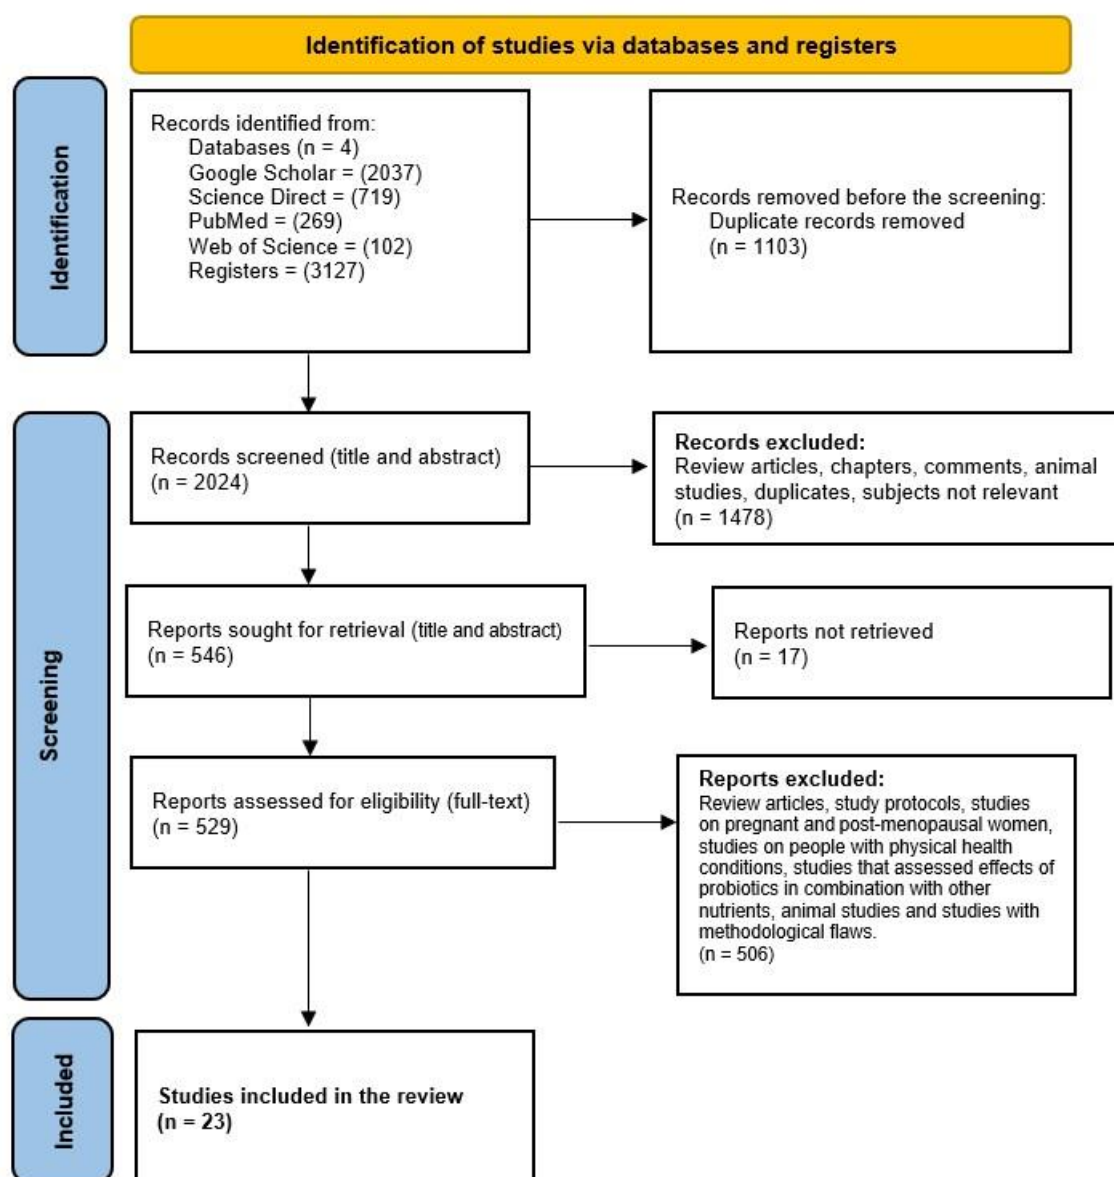 Identification of studies via databases and registers
Identification
Records identified from:
Databases (n = 4)
Google Scholar = (2037)
Science Direct = (719)
PubMed = (269)
Web of Science = (102)
Registers = (3127)
Records removed before the screening:
Duplicate records removed
(n = 1103)
Screening
Records screened (title and abstract)
(n = 2024)
Records excluded:
Review articles, chapters, comments, animal
studies, duplicates, subjects not relevant
(n = 1478)
Reports sought for retrieval (title and abstract)
(n = 546)
Reports not retrieved
(n = 17)
Reports assessed for eligibility (full-text)
(n = 529)
Reports excluded:
Review articles, study protocols, studies
on pregnant and post-menopausal women,
studies on people with physical health
conditions, studies that assessed effects of
probiotics in combination with other
nutrients, animal studies and studies with
methodological flaws.
(n = 506)
Included
Studies included in the review
(n = 23)